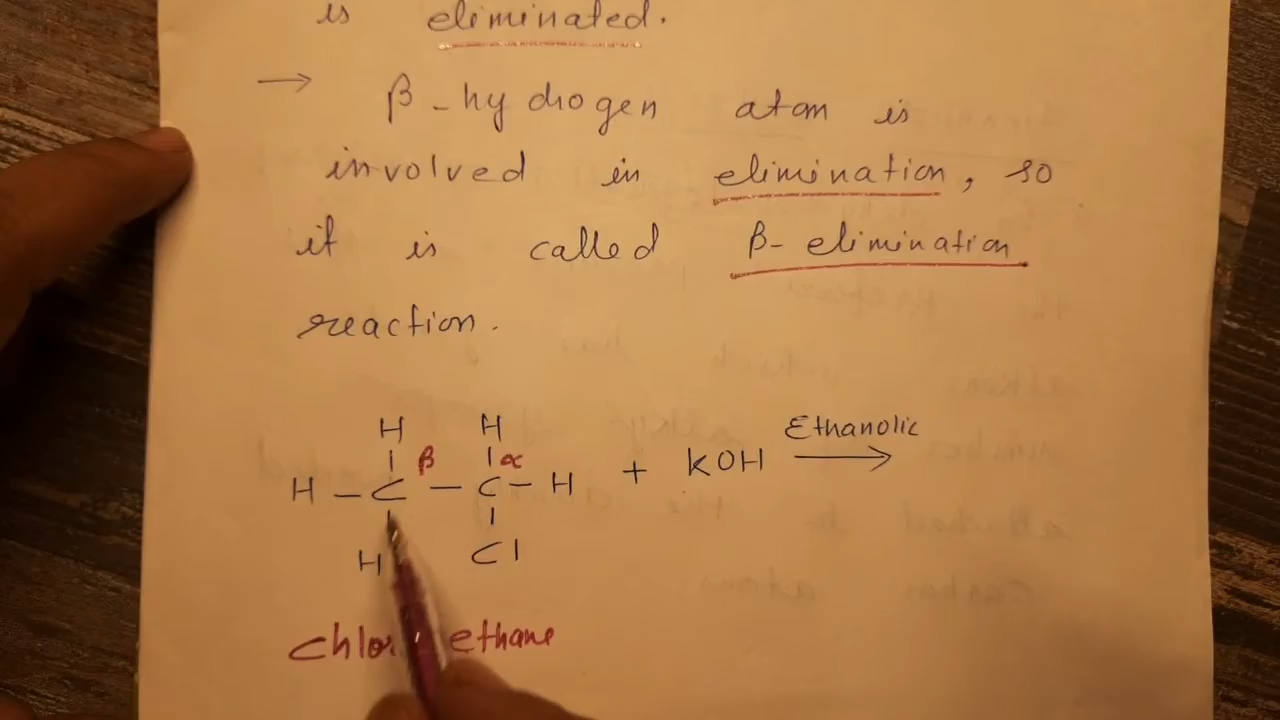 is eliminated.
→ β-hydrogen atom is
involved in elimination, so
it is called β-elimination
reaction.
H H
β α Ethanolic
H – C – C – H + KOH →
H Cl
ethane